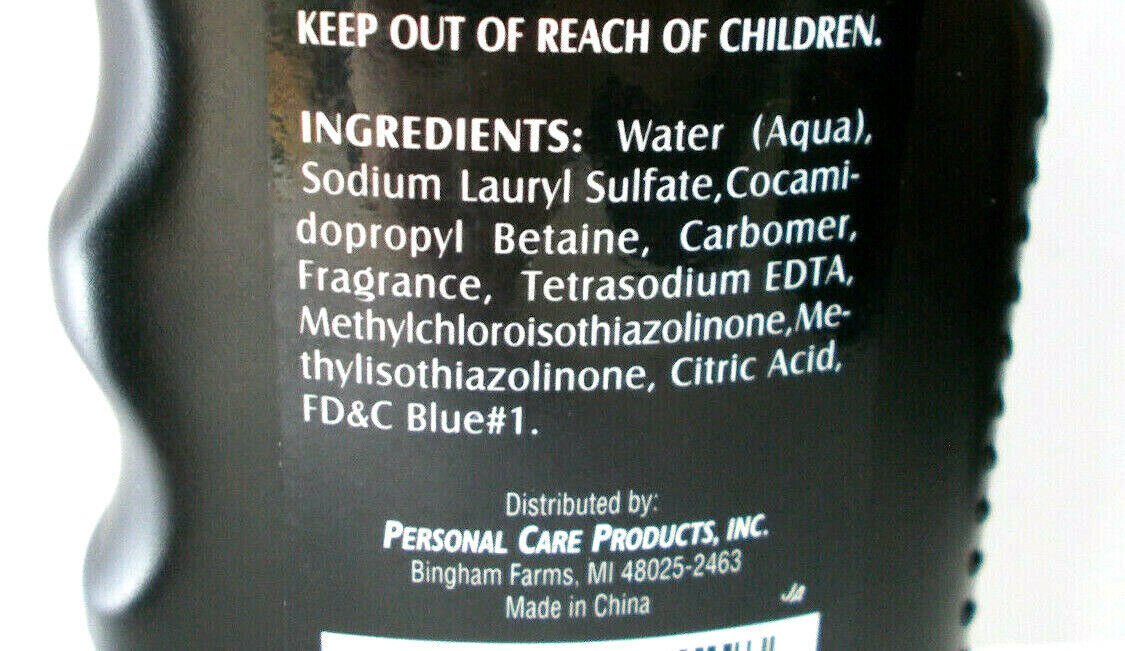 KEEP OUT OF REACH OF CHILDREN.
INGREDIENTS: Water (Aqua),
Sodium Lauryl Sulfate,Cocami-
dopropyl Betaine, Carbomer,
Fragrance, Tetrasodium EDTA,
Methylchloroisothiazolinone,Me-
thylisothiazolinone, Citric Acid,
FD&C Blue#1.
Distributed by:
PERSONAL CARE PRODUCTS, INC.
Bingham Farms, MI 48025-2463
Made in China